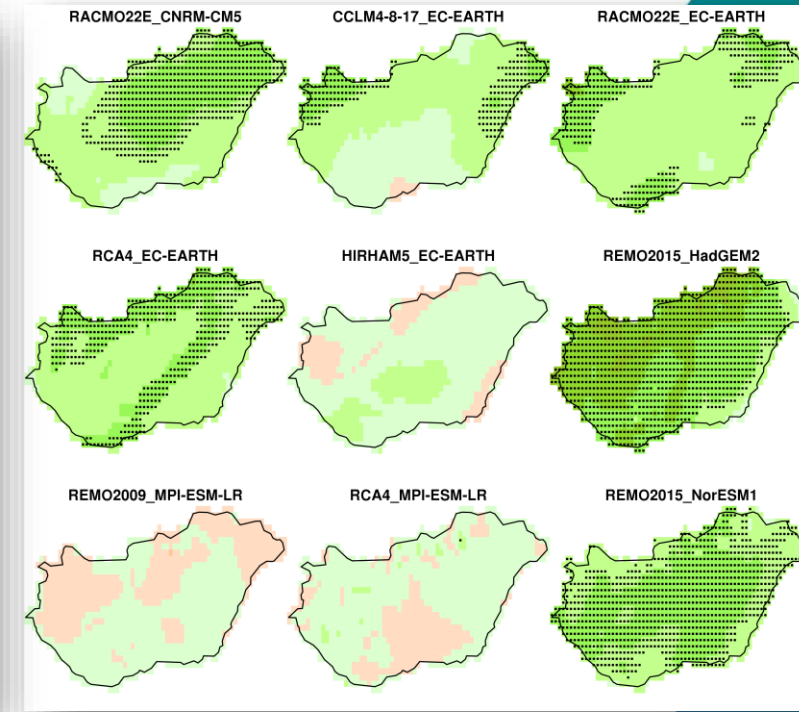 RACMO22E_CNRM-CM5
CCLM4-8-17_EC-EARTH
RACMO22E_EC-EARTH
RCA4_EC-EARTH
HIRHAM5_EC-EARTH
REMO2015_HadGEM2
REMO2009_MPI-ESM-LR
RCA4_MPI-ESM-LR
REMO2015_NorESM1